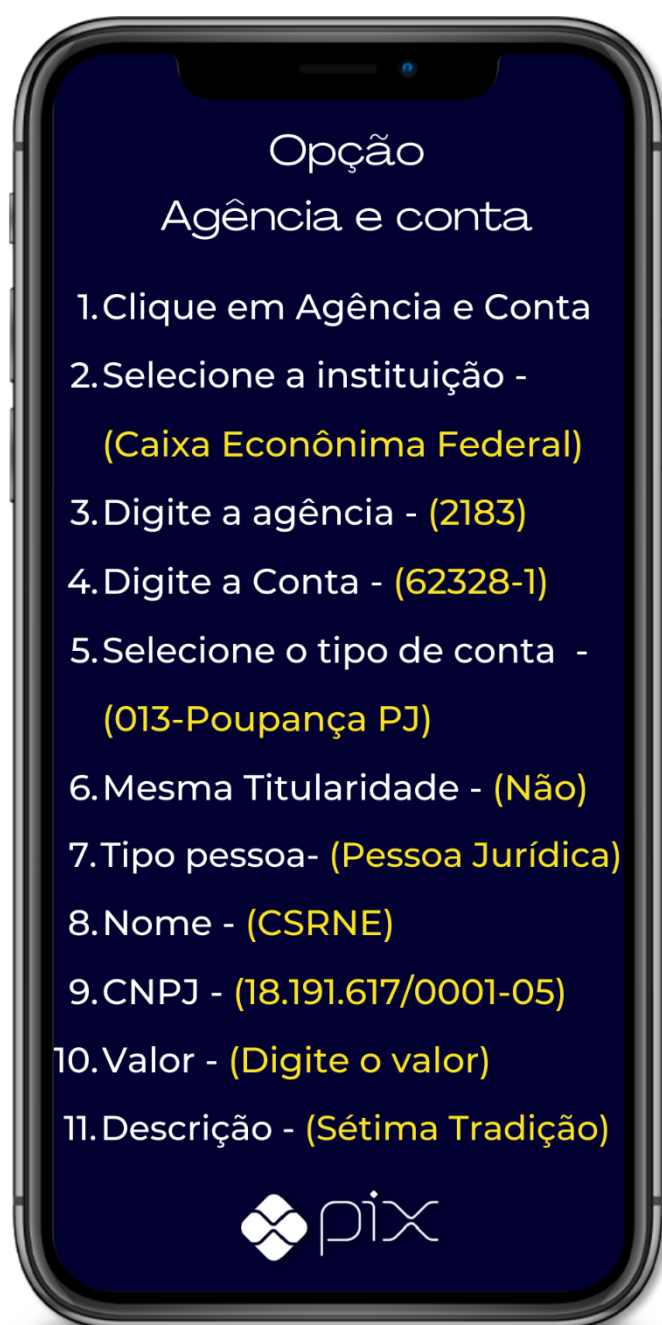 Opção
Agência e conta
1. Clique em Agência e Conta
2. Selecione a instituição -
(Caixa Econônima Federal)
3. Digite a agência - (2183)
4. Digite a Conta - (62328-1)
5. Selecione o tipo de conta -
(013-Poupança PJ)
6. Mesma Titularidade - (Não)
7. Tipo pessoa- (Pessoa Jurídica)
8. Nome - (CSRNE)
9. CNPJ - (18.191.617/0001-05)
10. Valor - (Digite o valor)
11. Descrição - (Sétima Tradição)
pix